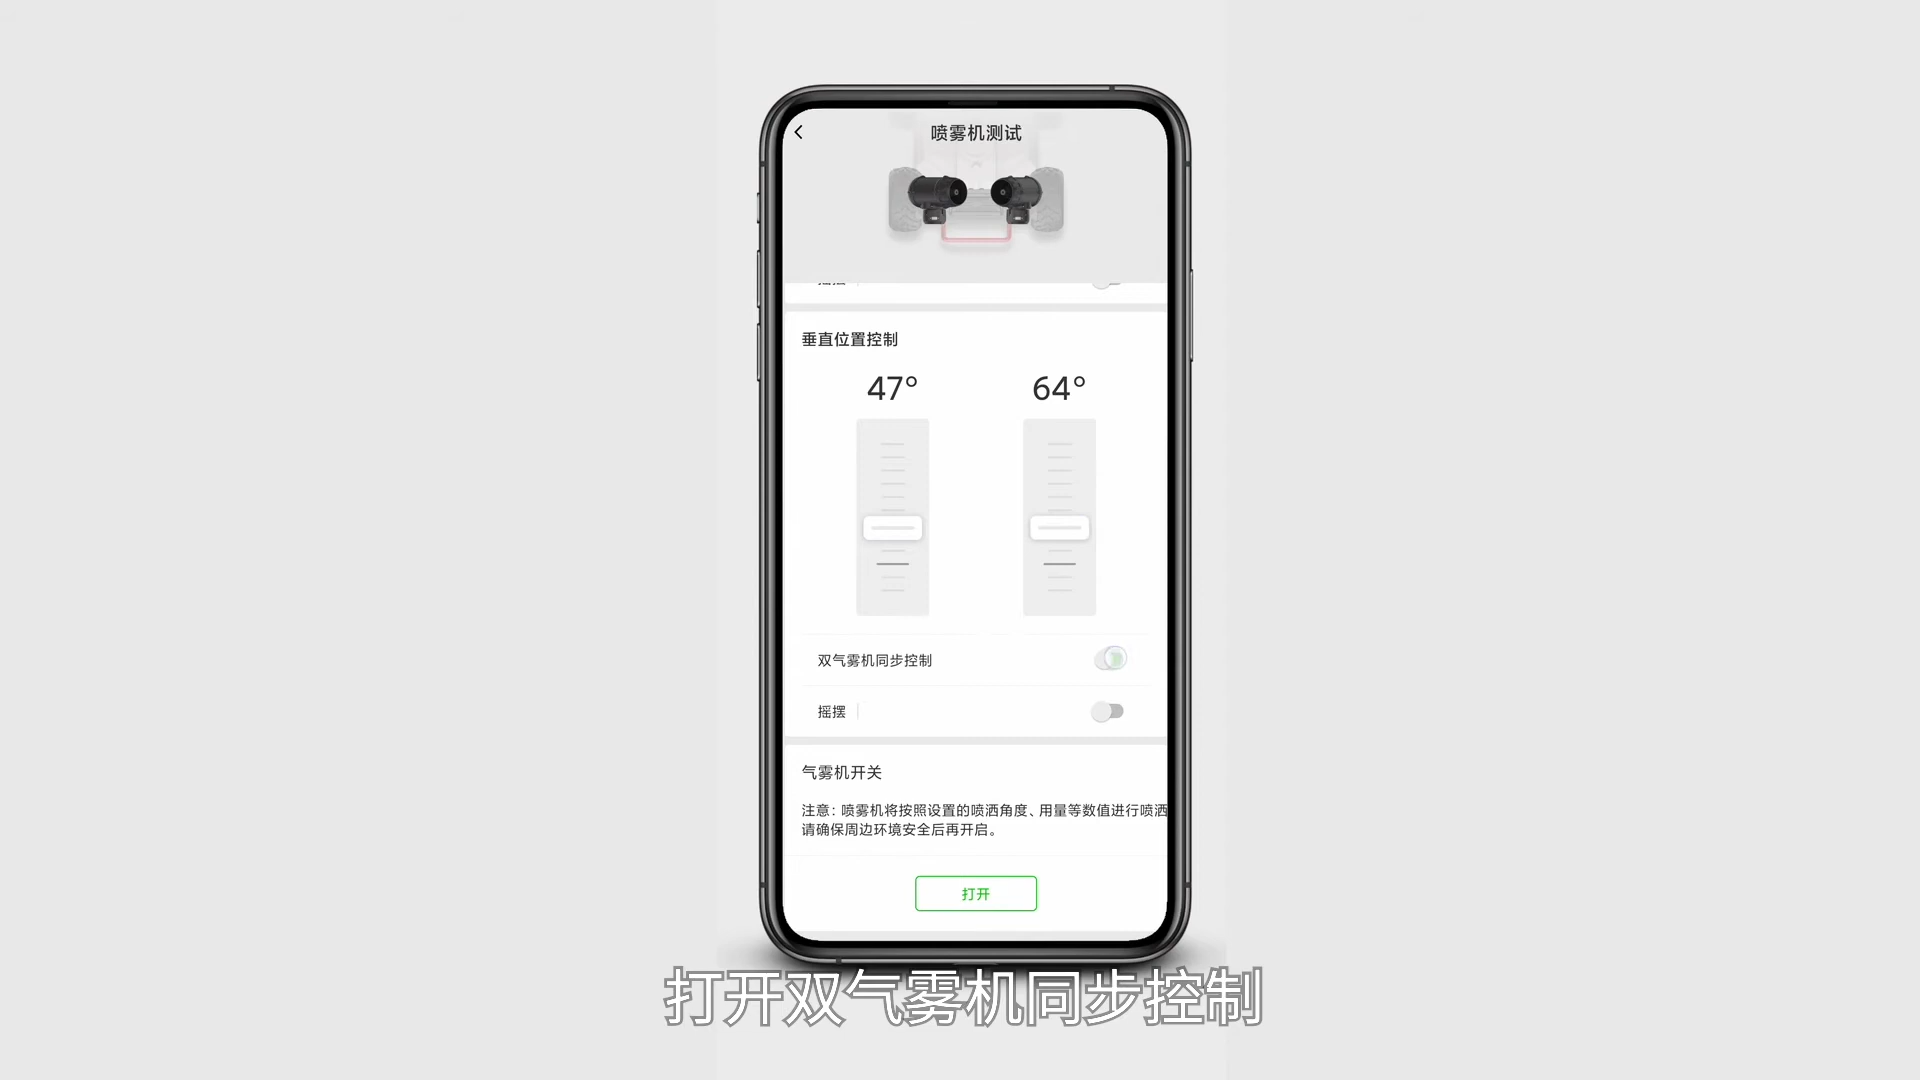 喷雾机测试
垂直位置控制
47° 64°
双气雾机同步控制
摇摆
气雾机开关
注意：喷雾机将按照设置的喷洒角度、用量等数值进行喷洒
请确保周边环境安全后再开启。
打开
打开双气雾机同步控制